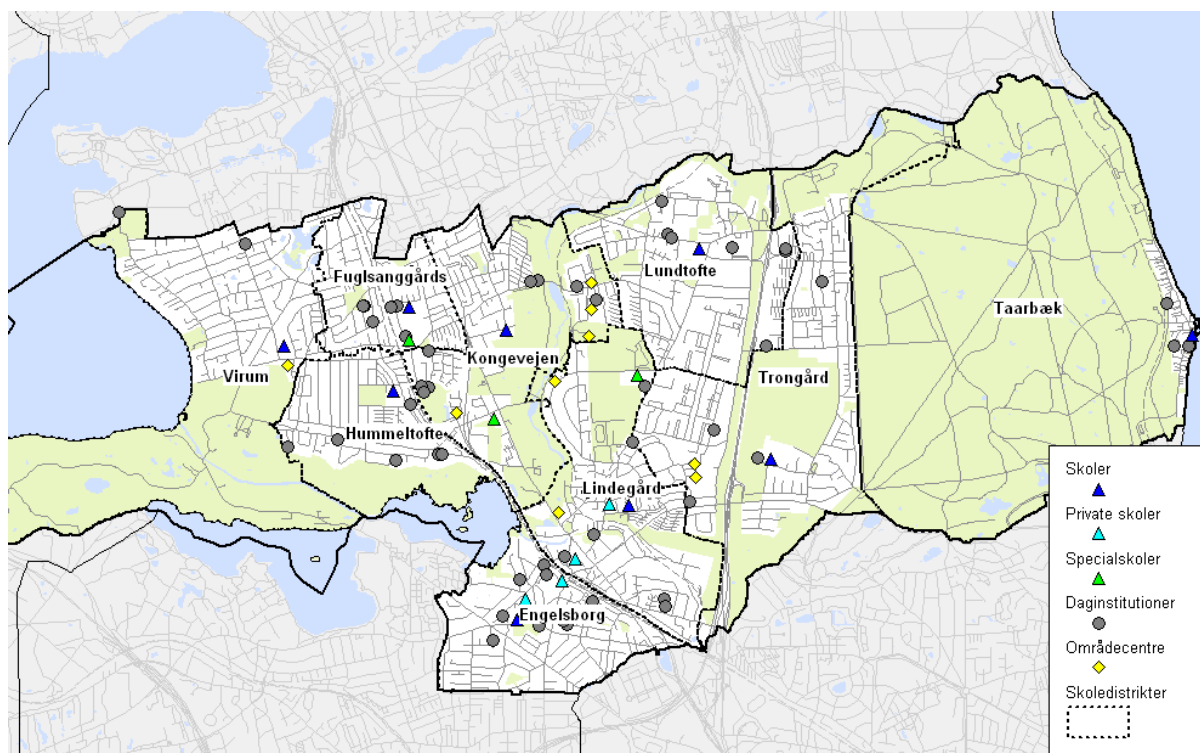 Fuglsanggårds
Lundtofte
Taarbæk
Kongevejen
Virum
Trongård
Hummeltofte
Lindegård
Engelsborg
Skoler
Private skoler
Specialskoler
Daginstitutioner
Områdecentre
Skoledistrikter